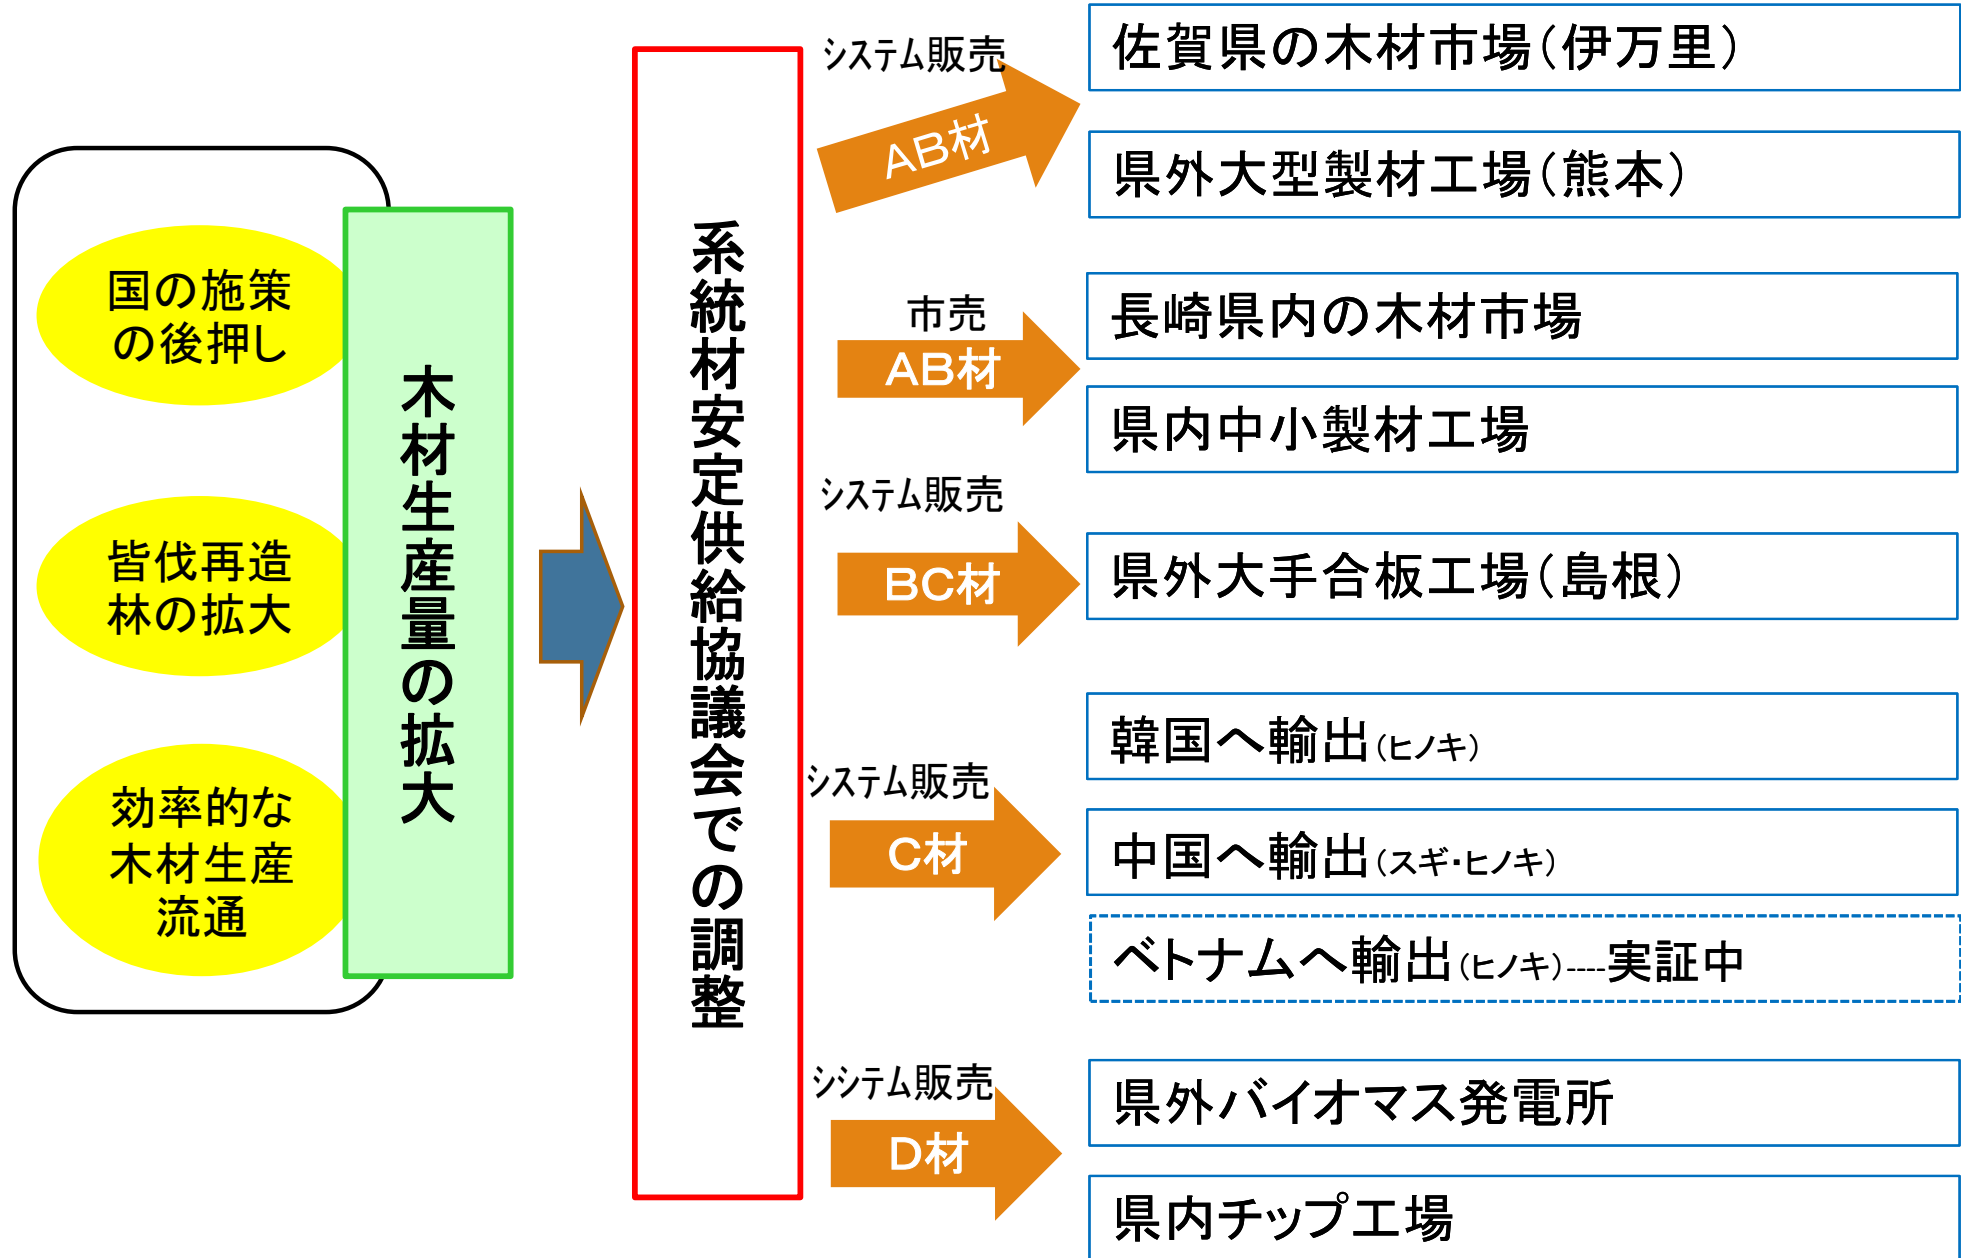 国の施策
の後押し
皆伐再造
林の拡大
効率的な
木材生産
流通
木材生産量の拡大
系統材安定供給協議会での調整
システム販売
AB材
佐賀県の木材市場(伊万里)
県外大型製材工場(熊本)
市売
AB材
長崎県内の木材市場
県内中小製材工場
システム販売
BC材
県外大手合板工場(島根)
システム販売
C材
韓国へ輸出(ヒノキ)
中国へ輸出(スギ・ヒノキ)
ベトナムへ輸出(ヒノキ)----実証中
シシテム販売
D材
県外バイオマス発電所
県内チップ工場